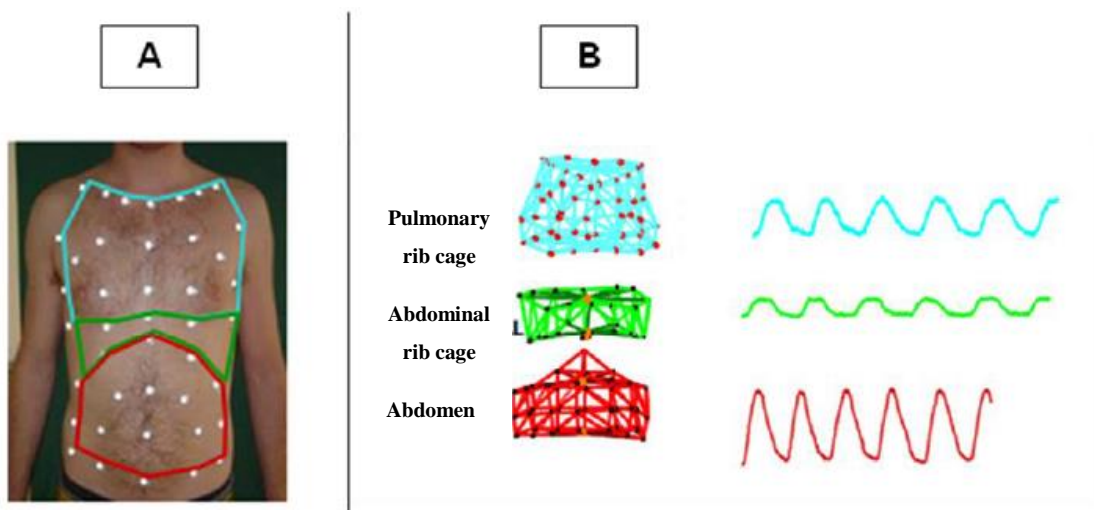 A
B
Pulmonary
rib cage
Abdominal
rib cage
L
Abdomen